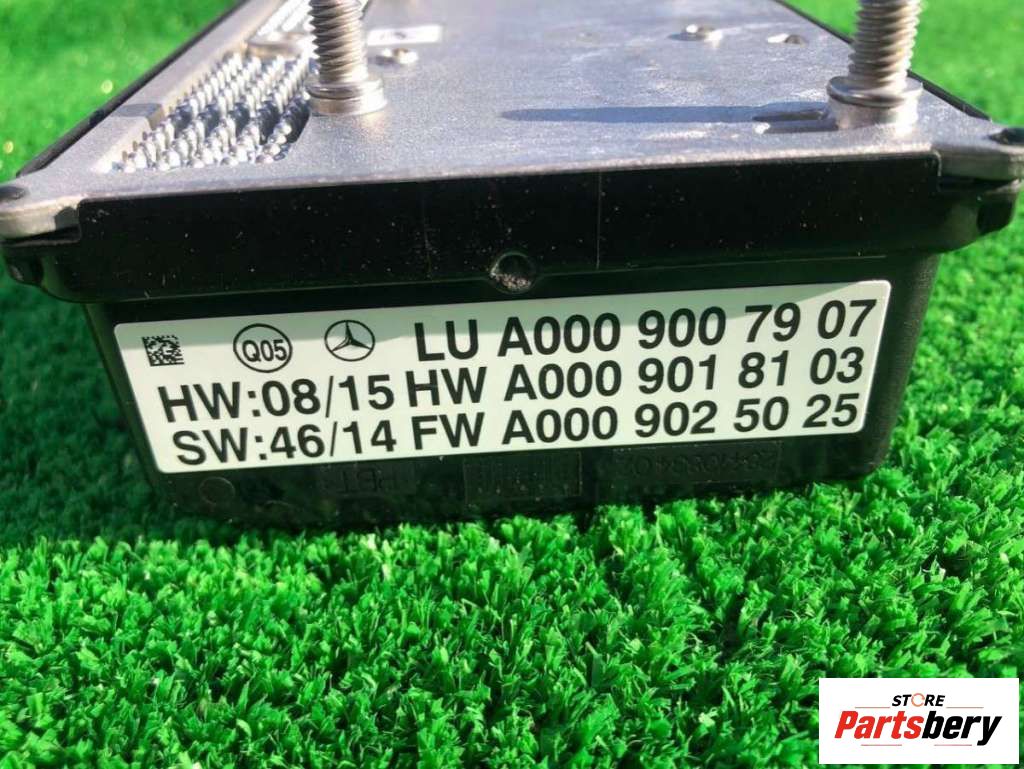 Q05 LU A000 900 79 07
HW:08/15 HW A000 901 81 03
SW:46/14 FW A000 902 50 25
STORE
Partsbery